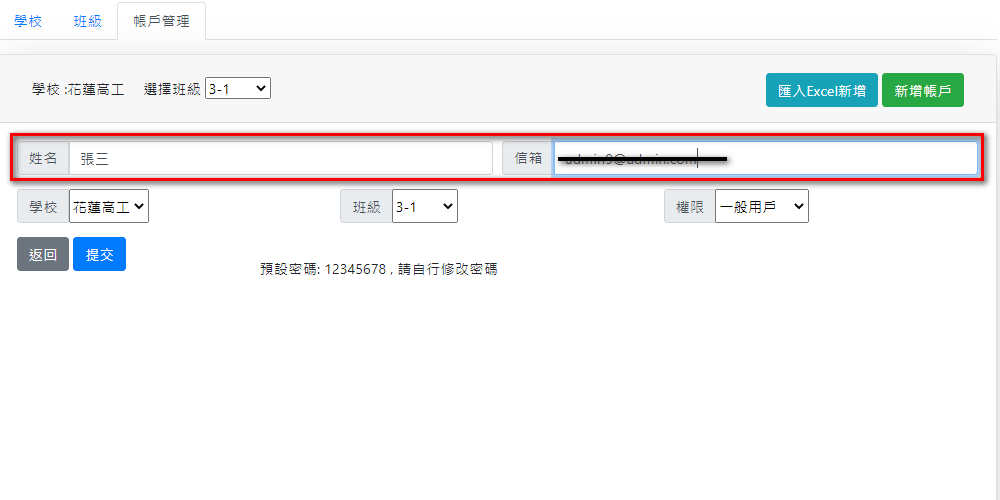 學校 班級 帳戶管理
學校 :花蓮高工 選擇班級 3-1 匯入Excel新增 新增帳戶
姓名 張三 信箱
學校 花蓮高工 班級 3-1 權限 一般用戶
返回 提交
預設密碼: 12345678 , 請自行修改密碼